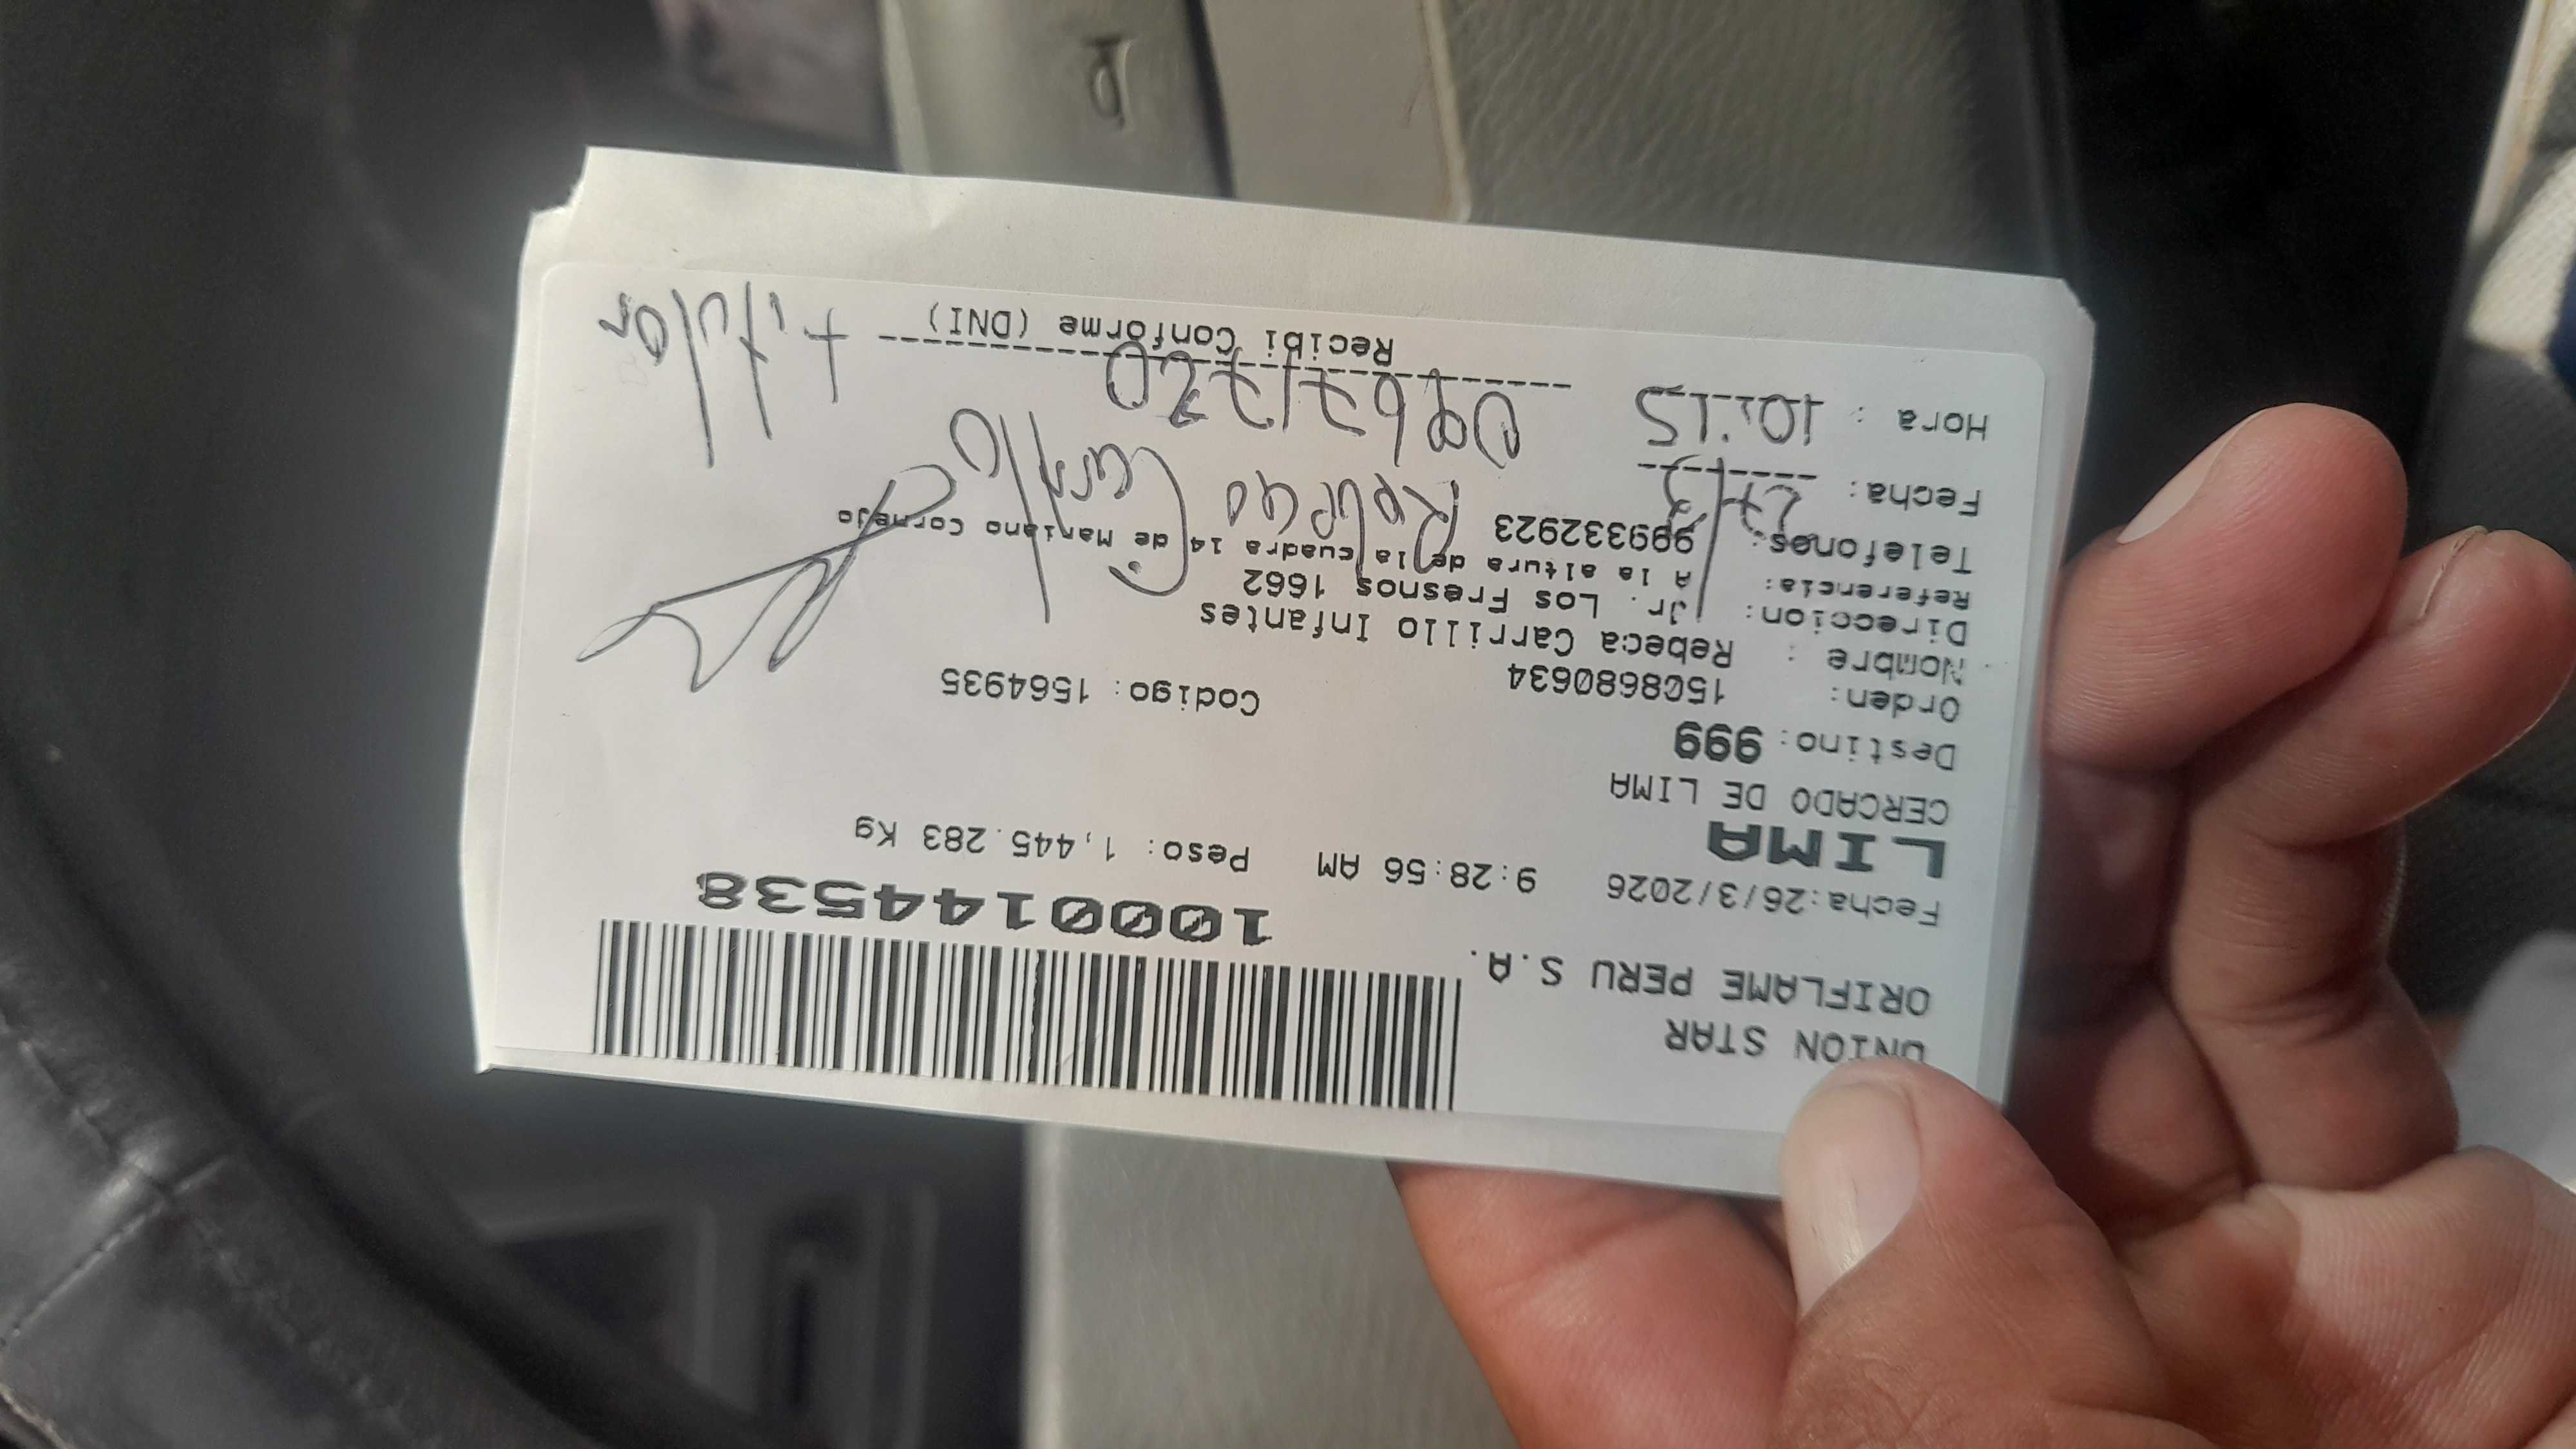 UNION STAR
ORIFLAME PERU S.A.
1000144538
Fecha:26/3/2026 9:28:56 AM Peso: 1,445.283 Kg
LIMA
CERCADO DE LIMA
Destino: 999
Orden: 1508680634 Codigo: 1564935
Nombre : Rebeca Carrillo Infantes
Direccion: Jr. Los Fresnos 1662
Referencia: A la altura de la cuadra 14 de Mariano Cornejo
Telefonos: 999332923
Fecha: 27/3
Carrillo
Hora : 10:15
Recibi Conforme (DNI)
titular